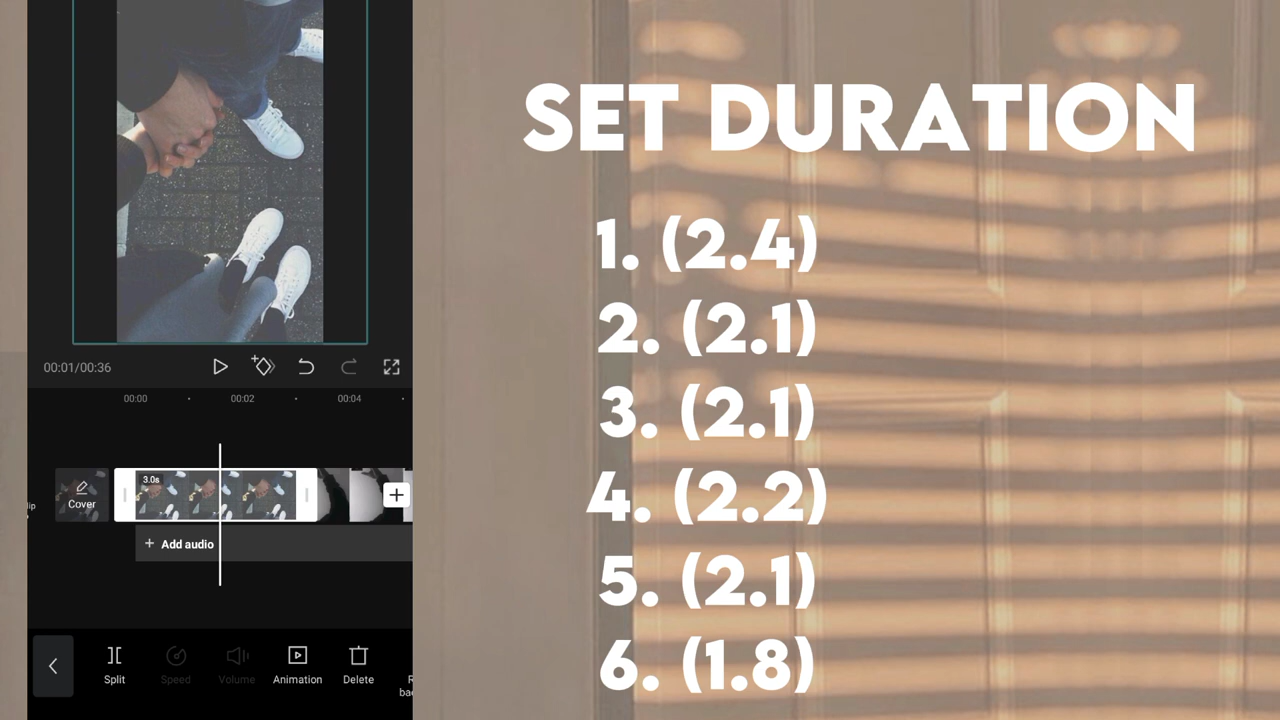 SET DURATION
1. (2.4)
2. (2.1)
3. (2.1)
4. (2.2)
5. (2.1)
6. (1.8)
00:01/00:36
00:00
00:02
00:04
3.0s
Cover
+ Add audio
Split
Speed
Volume
Animation
Delete